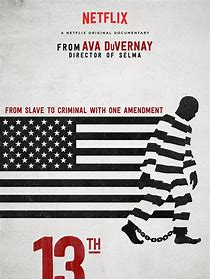 NETFLIX
A NETFLIX ORIGINAL DOCUMENTARY
FROM AVA DuVERNAY
DIRECTOR OF SELMA
FROM SLAVE TO CRIMINAL WITH ONE AMENDMENT
13TH